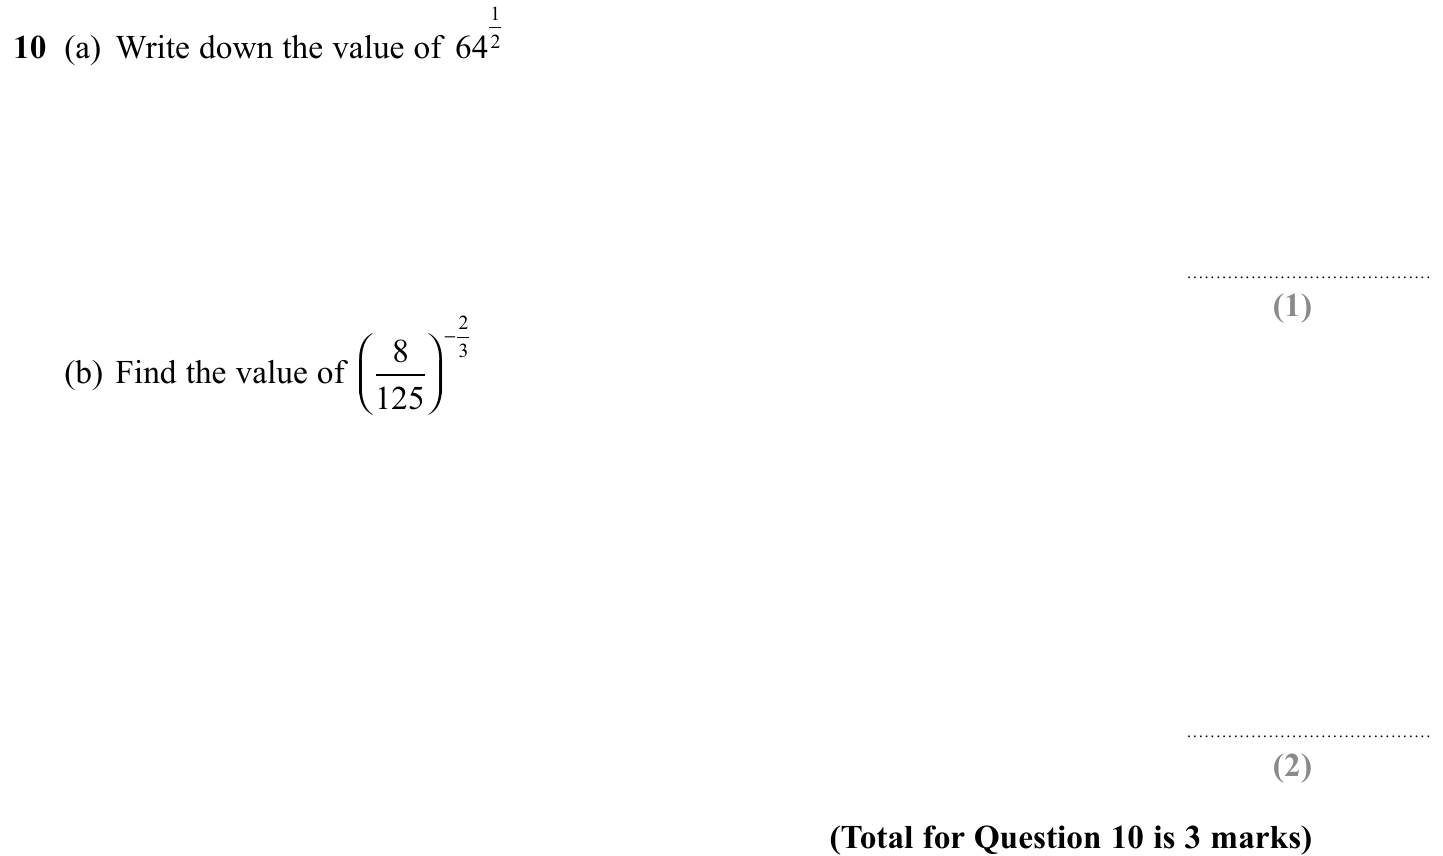 10 (a) Write down the value of 64^{\frac{1}{2}}
........................................
(1)
(b) Find the value of \left(\frac{8}{125}\right)^{-\frac{2}{3}}
........................................
(2)
(Total for Question 10 is 3 marks)